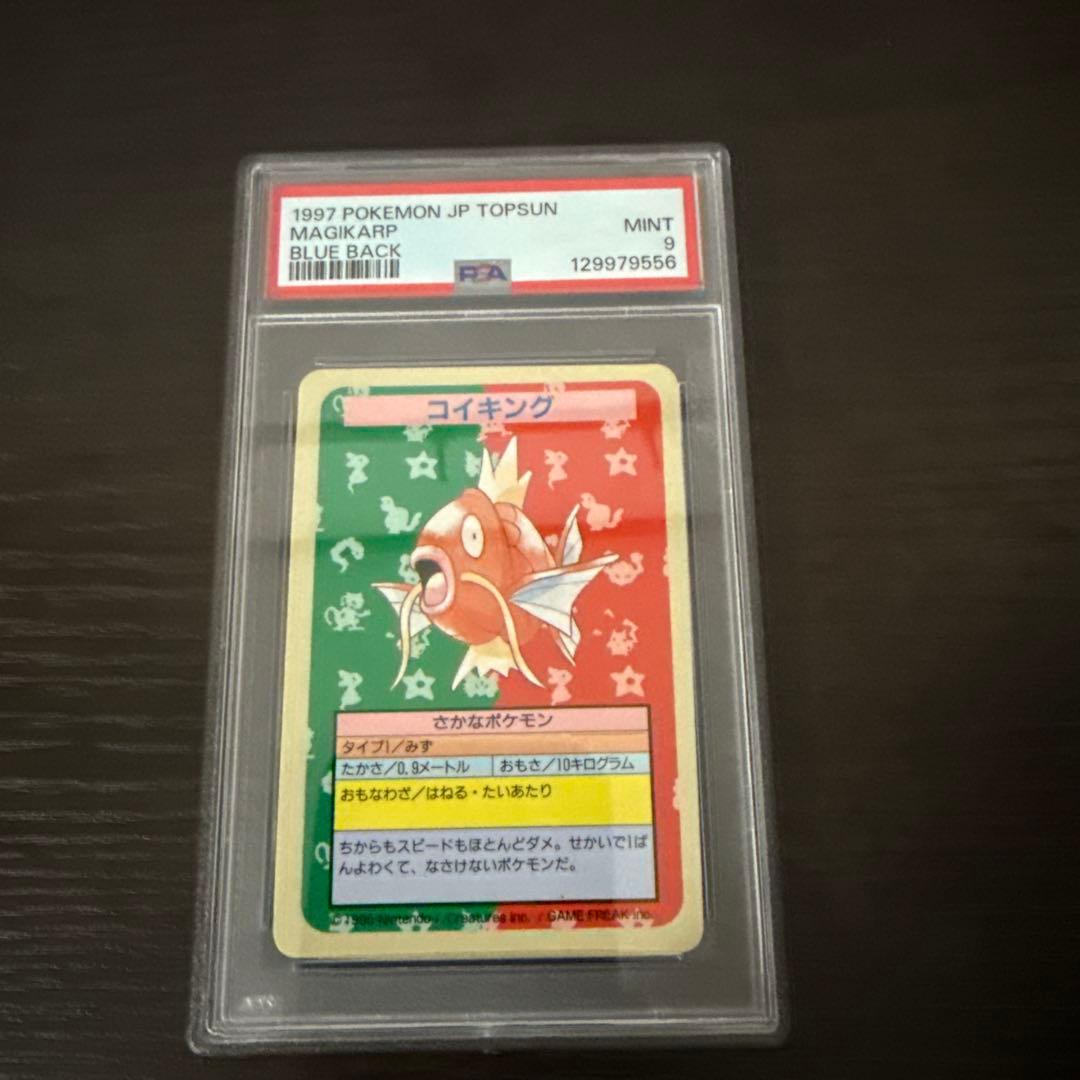 1997 POKEMON JP TOPSUN
MAGIKARP
BLUE BACK
MINT
9
129979556
PSA
コイキング
さかなポケモン
タイプ1/みず
たかさ/0.9メートル おもさ/10キログラム
おもなわざ/はねる・たいあたり
ちからもスピードもほとんどダメ。せかいで1ば
んよわくて、なさけないポケモンだ。
©1995 Nintendo / Creatures inc. / GAME FREAK inc.